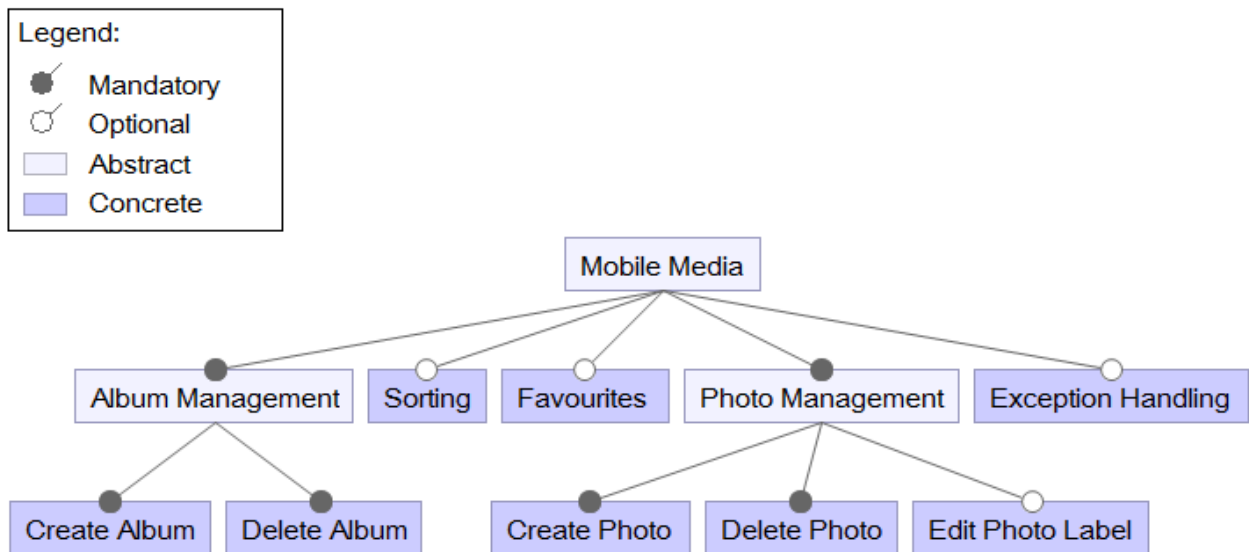 Legend:
Mandatory
Optional
Abstract
Concrete
Mobile Media
Album Management
Sorting
Favourites
Photo Management
Exception Handling
Create Album
Delete Album
Create Photo
Delete Photo
Edit Photo Label